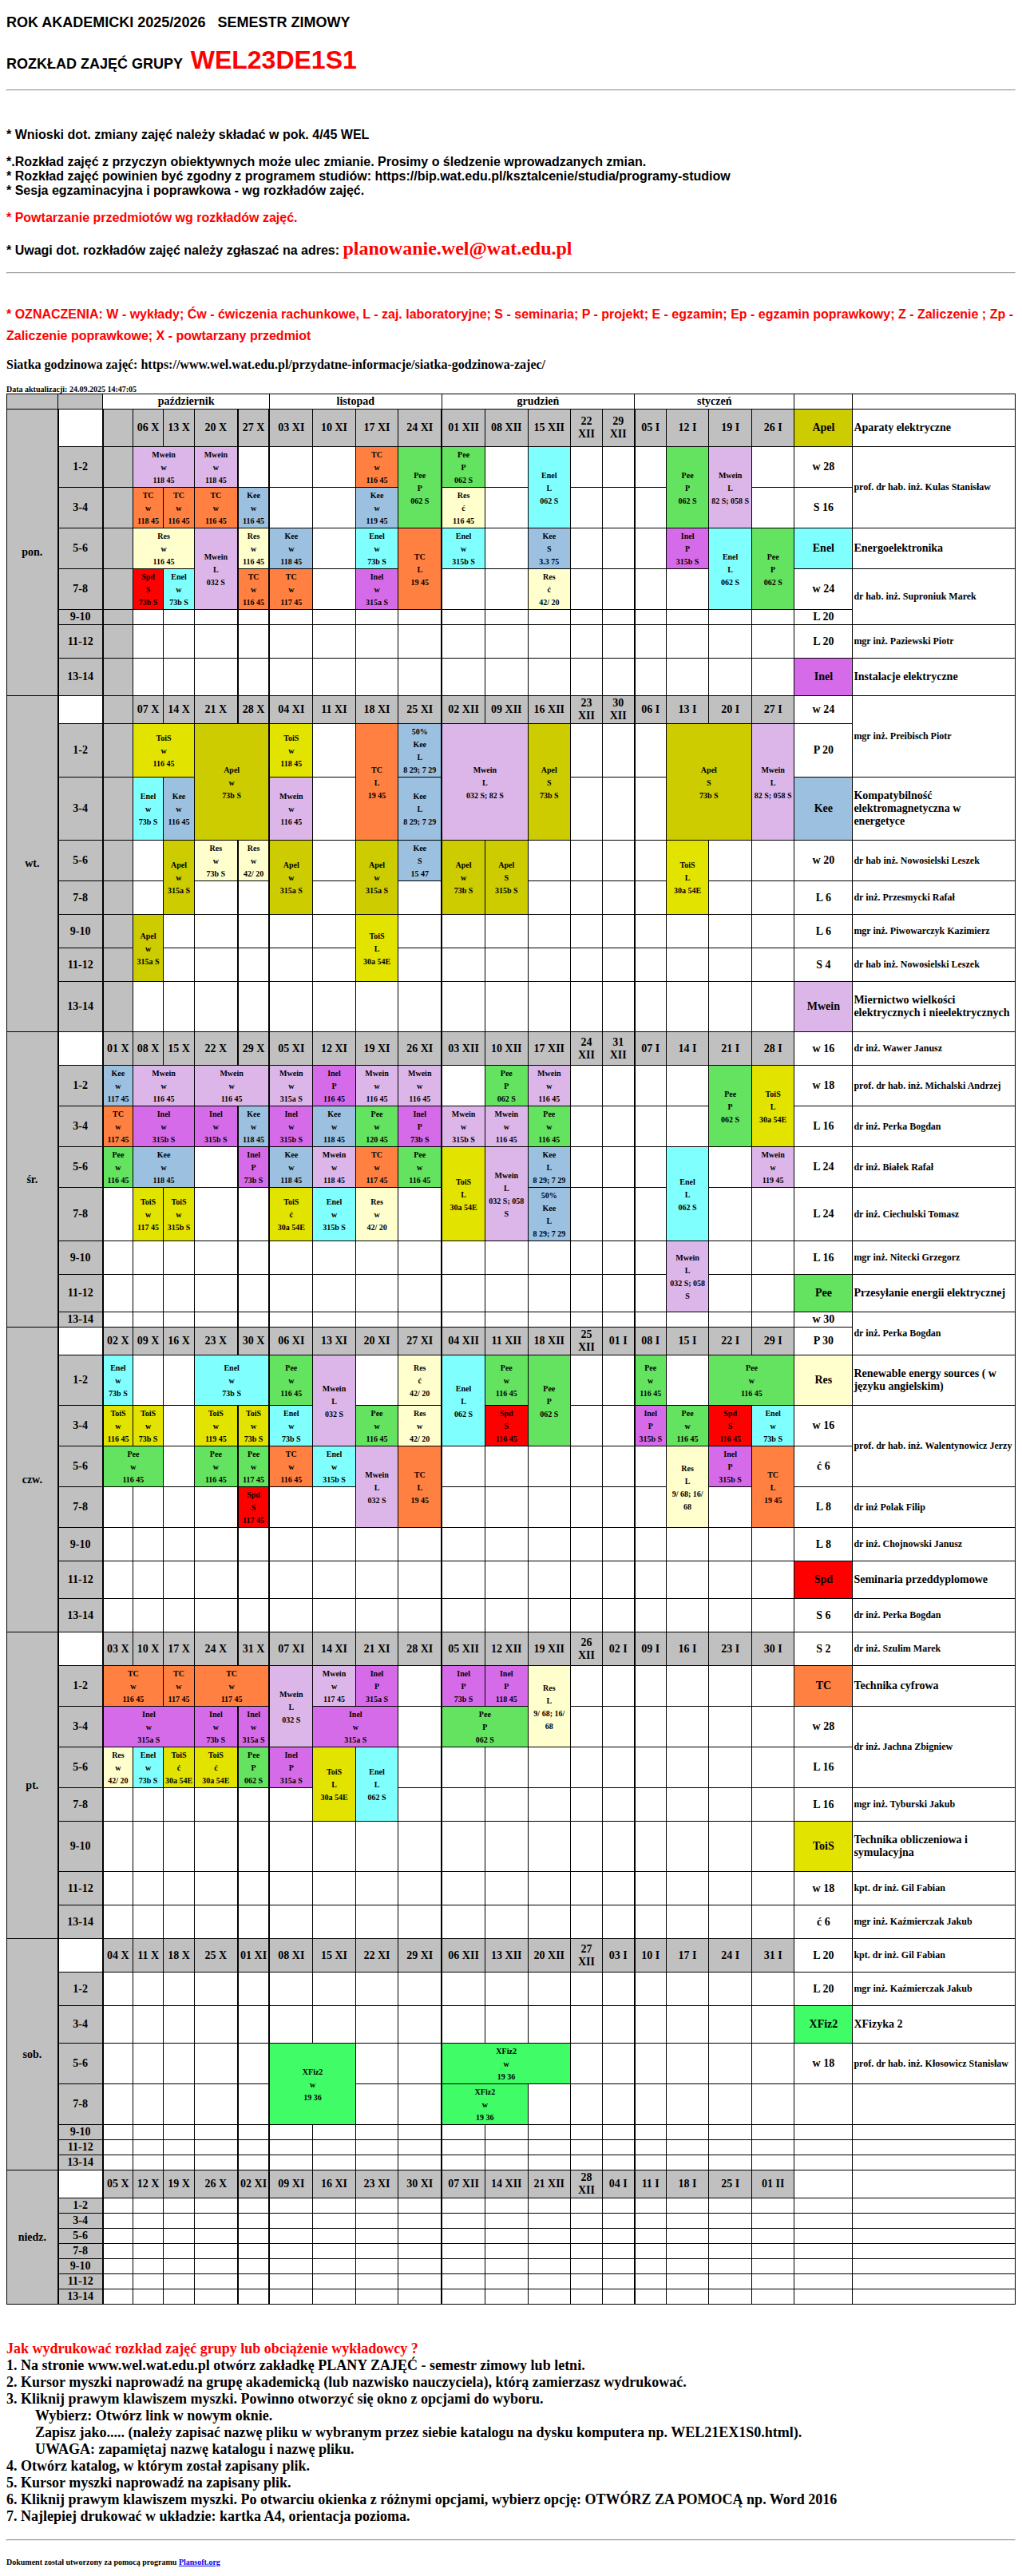 ROK AKADEMICKI 2025/2026 SEMESTR ZIMOWY
ROZKŁAD ZAJĘĆ GRUPY WEL23DE1S1
* Wnioski dot. zmiany zajęć należy składać w pok. 4/45 WEL
*.Rozkład zajęć z przyczyn obiektywnych może ulec zmianie. Prosimy o śledzenie wprowadzanych zmian.
* Rozkład zajęć powinien być zgodny z programem studiów: https://bip.wat.edu.pl/ksztalcenie/studia/programy-studiow
* Sesja egzaminacyjna i poprawkowa - wg rozkładów zajęć.
* Powtarzanie przedmiotów wg rozkładów zajęć.
* Uwagi dot. rozkładów zajęć należy zgłaszać na adres: planowanie.wel@wat.edu.pl
* OZNACZENIA: W - wykłady; Ćw - ćwiczenia rachunkowe, L - zaj. laboratoryjne; S - seminaria; P - projekt; E - egzamin; Ep - egzamin poprawkowy; Z - Zaliczenie ; Zp -
Zaliczenie poprawkowe; X - powtarzany przedmiot
Siatka godzinowa zajęć: https://www.wel.wat.edu.pl/przydatne-informacje/siatka-godzinowa-zajec/
Data aktualizacji: 24.09.2025 14:47:05
październik listopad grudzień styczeń
pon. 06 X 13 X 20 X 27 X 03 XI 10 XI 17 XI 24 XI 01 XII 08 XII 15 XII 22 XII 29 XII 05 I 12 I 19 I 26 I Apel Aparaty elektryczne
1-2 Mwein w 118 45 Mwein w 118 45 TC w 116 45 Pee P 062 S Pee P 062 S Enel L 062 S Pee P 062 S Mwein L 82 S; 058 S w 28 prof. dr hab. inż. Kulas Stanisław
3-4 TC w 118 45 TC w 116 45 TC w 116 45 Kee w 116 45 Kee w 119 45 Res ć 116 45 S 16
5-6 Res w 116 45 Mwein L 032 S Res w 116 45 Kee w 118 45 Enel w 73b S TC L 19 45 Enel w 315b S Kee S 3.3 75 Inel P 315b S Enel L 062 S Pee P 062 S Enel Energoelektronika
7-8 Spd S 73b S Enel w 73b S TC w 116 45 TC w 117 45 Inel w 315a S Res ć 42/ 20 w 24 dr hab. inż. Suproniuk Marek
9-10 L 20
11-12 L 20 mgr inż. Paziewski Piotr
13-14 Inel Instalacje elektryczne
wt. 07 X 14 X 21 X 28 X 04 XI 11 XI 18 XI 25 XI 02 XII 09 XII 16 XII 23 XII 30 XII 06 I 13 I 20 I 27 I w 24 mgr inż. Preibisch Piotr
1-2 ToiS w 116 45 Apel w 73b S ToiS w 118 45 TC L 19 45 50% Kee L 8 29; 7 29 Mwein L 032 S; 82 S Apel S 73b S Apel S 73b S Mwein L 82 S; 058 S P 20
3-4 Enel w 73b S Kee w 116 45 Mwein w 116 45 Kee L 8 29; 7 29 Kee Kompatybilność elektromagnetyczna w energetyce
5-6 Apel w 315a S Res w 73b S Res w 42/ 20 Apel w 315a S Apel w 315a S Kee S 15 47 Apel w 73b S Apel S 315b S ToiS L 30a 54E w 20 dr hab inż. Nowosielski Leszek
7-8 L 6 dr inż. Przesmycki Rafał
9-10 Apel w 315a S ToiS L 30a 54E L 6 mgr inż. Piwowarczyk Kazimierz
11-12 S 4 dr hab inż. Nowosielski Leszek
13-14 Mwein Miernictwo wielkości elektrycznych i nieelektrycznych
śr. 01 X 08 X 15 X 22 X 29 X 05 XI 12 XI 19 XI 26 XI 03 XII 10 XII 17 XII 24 XII 31 XII 07 I 14 I 21 I 28 I w 16 dr inż. Wawer Janusz
1-2 Kee w 117 45 Mwein w 116 45 Mwein w 116 45 Mwein w 315a S Inel P 116 45 Mwein w 116 45 Mwein w 116 45 Pee P 062 S Mwein w 116 45 Pee P 062 S ToiS L 30a 54E w 18 prof. dr hab. inż. Michalski Andrzej
3-4 TC w 117 45 Inel w 315b S Inel w 315b S Kee w 118 45 Inel w 315b S Kee w 118 45 Pee w 120 45 Inel P 73b S Mwein w 315b S Mwein w 116 45 Pee w 116 45 L 16 dr inż. Perka Bogdan
5-6 Pee w 116 45 Kee w 118 45 Inel P 73b S Kee w 118 45 Mwein w 118 45 TC w 117 45 Pee w 116 45 ToiS L 30a 54E Mwein L 032 S; 058 S Kee L 8 29; 7 29 Enel L 062 S Mwein w 119 45 L 24 dr inż. Białek Rafał
7-8 ToiS w 117 45 ToiS w 315b S ToiS ć 30a 54E Enel w 315b S Res w 42/ 20 50% Kee L 8 29; 7 29 L 24 dr inż. Ciechulski Tomasz
9-10 Mwein L 032 S; 058 S L 16 mgr inż. Nitecki Grzegorz
11-12 Pee Przesyłanie energii elektrycznej
13-14 w 30 dr inż. Perka Bogdan
czw. 02 X 09 X 16 X 23 X 30 X 06 XI 13 XI 20 XI 27 XI 04 XII 11 XII 18 XII 25 XII 01 I 08 I 15 I 22 I 29 I P 30
1-2 Enel w 73b S Enel w 73b S Pee w 116 45 Mwein L 032 S Res ć 42/ 20 Enel L 062 S Pee w 116 45 Pee P 062 S Pee w 116 45 Pee w 116 45 Res Renewable energy sources ( w języku angielskim)
3-4 ToiS w 116 45 ToiS w 73b S ToiS w 119 45 ToiS w 73b S Enel w 73b S Pee w 116 45 Res w 42/ 20 Spd S 116 45 Inel P 315b S Pee w 116 45 Spd S 116 45 Enel w 73b S w 16 prof. dr hab. inż. Walentynowicz Jerzy
5-6 Pee w 116 45 Pee w 116 45 Pee w 117 45 TC w 116 45 Enel w 315b S Mwein L 032 S TC L 19 45 Res L 9/ 68; 16/ 68 Inel P 315b S TC L 19 45 ć 6
7-8 Spd S 117 45 L 8 dr inż Polak Filip
9-10 L 8 dr inż. Chojnowski Janusz
11-12 Spd Seminaria przeddyplomowe
13-14 S 6 dr inż. Perka Bogdan
pt. 03 X 10 X 17 X 24 X 31 X 07 XI 14 XI 21 XI 28 XI 05 XII 12 XII 19 XII 26 XII 02 I 09 I 16 I 23 I 30 I S 2 dr inż. Szulim Marek
1-2 TC w 116 45 TC w 117 45 TC w 117 45 Mwein L 032 S Mwein w 117 45 Inel P 315a S Inel P 73b S Inel P 118 45 Res L 9/ 68; 16/ 68 TC Technika cyfrowa
3-4 Inel w 315a S Inel w 73b S Inel w 315a S Inel w 315a S Pee P 062 S w 28 dr inż. Jachna Zbigniew
5-6 Res w 42/ 20 Enel w 73b S ToiS ć 30a 54E ToiS ć 30a 54E Pee P 062 S Inel P 315a S ToiS L 30a 54E Enel L 062 S L 16
7-8 L 16 mgr inż. Tyburski Jakub
9-10 ToiS Technika obliczeniowa i symulacyjna
11-12 w 18 kpt. dr inż. Gil Fabian
13-14 ć 6 mgr inż. Kaźmierczak Jakub
sob. 04 X 11 X 18 X 25 X 01 XI 08 XI 15 XI 22 XI 29 XI 06 XII 13 XII 20 XII 27 XII 03 I 10 I 17 I 24 I 31 I L 20 kpt. dr inż. Gil Fabian
1-2 L 20 mgr inż. Kaźmierczak Jakub
3-4 XFiz2 XFizyka 2
5-6 XFiz2 w 19 36 XFiz2 w 19 36 w 18 prof. dr hab. inż. Kłosowicz Stanisław
7-8 XFiz2 w 19 36
9-10
11-12
13-14
niedz. 05 X 12 X 19 X 26 X 02 XI 09 XI 16 XI 23 XI 30 XI 07 XII 14 XII 21 XII 28 XII 04 I 11 I 18 I 25 I 01 II
1-2
3-4
5-6
7-8
9-10
11-12
13-14
Jak wydrukować rozkład zajęć grupy lub obciążenie wykładowcy ?
1. Na stronie www.wel.wat.edu.pl otwórz zakładkę PLANY ZAJĘĆ - semestr zimowy lub letni.
2. Kursor myszki naprowadź na grupę akademicką (lub nazwisko nauczyciela), którą zamierzasz wydrukować.
3. Kliknij prawym klawiszem myszki. Powinno otworzyć się okno z opcjami do wyboru.
Wybierz: Otwórz link w nowym oknie.
Zapisz jako..... (należy zapisać nazwę pliku w wybranym przez siebie katalogu na dysku komputera np. WEL21EX1S0.html).
UWAGA: zapamiętaj nazwę katalogu i nazwę pliku.
4. Otwórz katalog, w którym został zapisany plik.
5. Kursor myszki naprowadź na zapisany plik.
6. Kliknij prawym klawiszem myszki. Po otwarciu okienka z różnymi opcjami, wybierz opcję: OTWÓRZ ZA POMOCĄ np. Word 2016
7. Najlepiej drukować w układzie: kartka A4, orientacja pozioma.
Dokument został utworzony za pomocą programu Plansoft.org